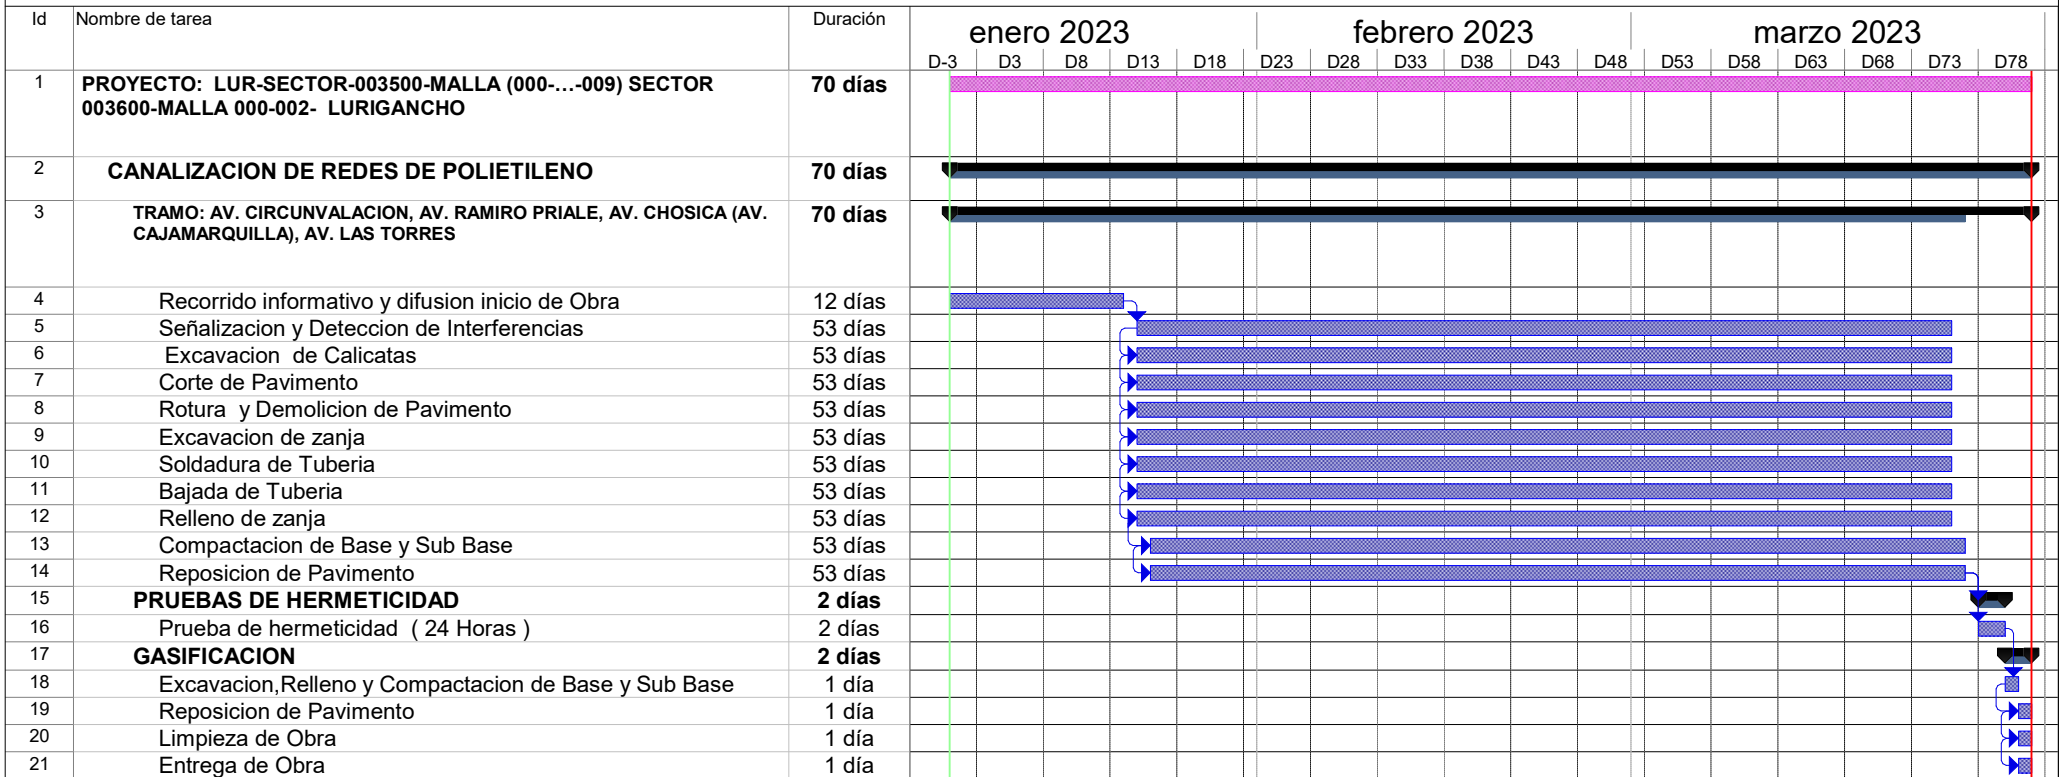 Id Nombre de tarea Duración enero 2023 febrero 2023 marzo 2023
D-3 D3 D8 D13 D18 D23 D28 D33 D38 D43 D48 D53 D58 D63 D68 D73 D78
1 PROYECTO: LUR-SECTOR-003500-MALLA (000-…-009) SECTOR 70 días
003600-MALLA 000-002- LURIGANCHO
2 CANALIZACION DE REDES DE POLIETILENO 70 días
3 TRAMO: AV. CIRCUNVALACION, AV. RAMIRO PRIALE, AV. CHOSICA (AV. 70 días
CAJAMARQUILLA), AV. LAS TORRES
4 Recorrido informativo y difusion inicio de Obra 12 días
5 Señalizacion y Deteccion de Interferencias 53 días
6 Excavacion de Calicatas 53 días
7 Corte de Pavimento 53 días
8 Rotura y Demolicion de Pavimento 53 días
9 Excavacion de zanja 53 días
10 Soldadura de Tuberia 53 días
11 Bajada de Tuberia 53 días
12 Relleno de zanja 53 días
13 Compactacion de Base y Sub Base 53 días
14 Reposicion de Pavimento 53 días
15 PRUEBAS DE HERMETICIDAD 2 días
16 Prueba de hermeticidad ( 24 Horas ) 2 días
17 GASIFICACION 2 días
18 Excavacion,Relleno y Compactacion de Base y Sub Base 1 día
19 Reposicion de Pavimento 1 día
20 Limpieza de Obra 1 día
21 Entrega de Obra 1 día